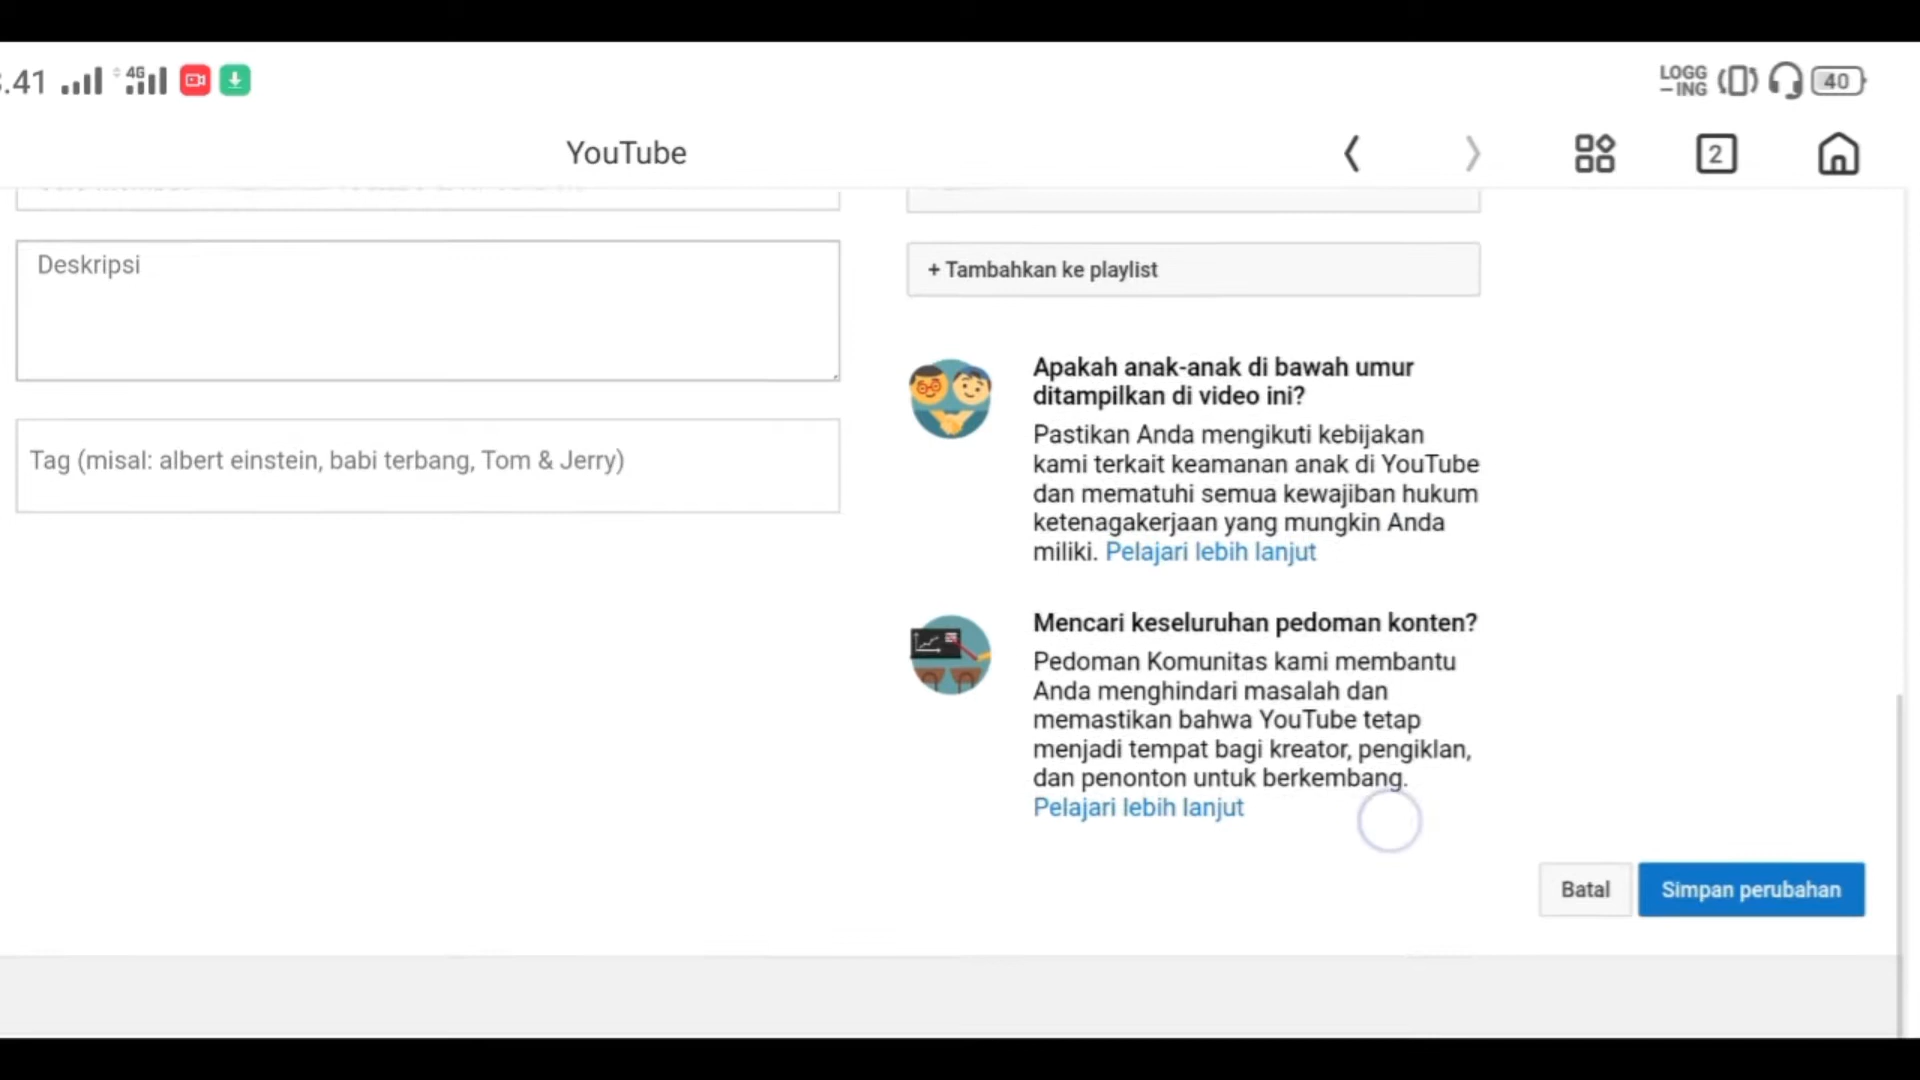 .41
4G
LOGG
ING
40
YouTube
2
Deskripsi
Tag (misal: albert einstein, babi terbang, Tom & Jerry)
+ Tambahkan ke playlist
Apakah anak-anak di bawah umur
ditampilkan di video ini?
Pastikan Anda mengikuti kebijakan
kami terkait keamanan anak di YouTube
dan mematuhi semua kewajiban hukum
ketenagakerjaan yang mungkin Anda
miliki. Pelajari lebih lanjut
Mencari keseluruhan pedoman konten?
Pedoman Komunitas kami membantu
Anda menghindari masalah dan
memastikan bahwa YouTube tetap
menjadi tempat bagi kreator, pengiklan,
dan penonton untuk berkembang.
Pelajari lebih lanjut
Batal
Simpan perubahan